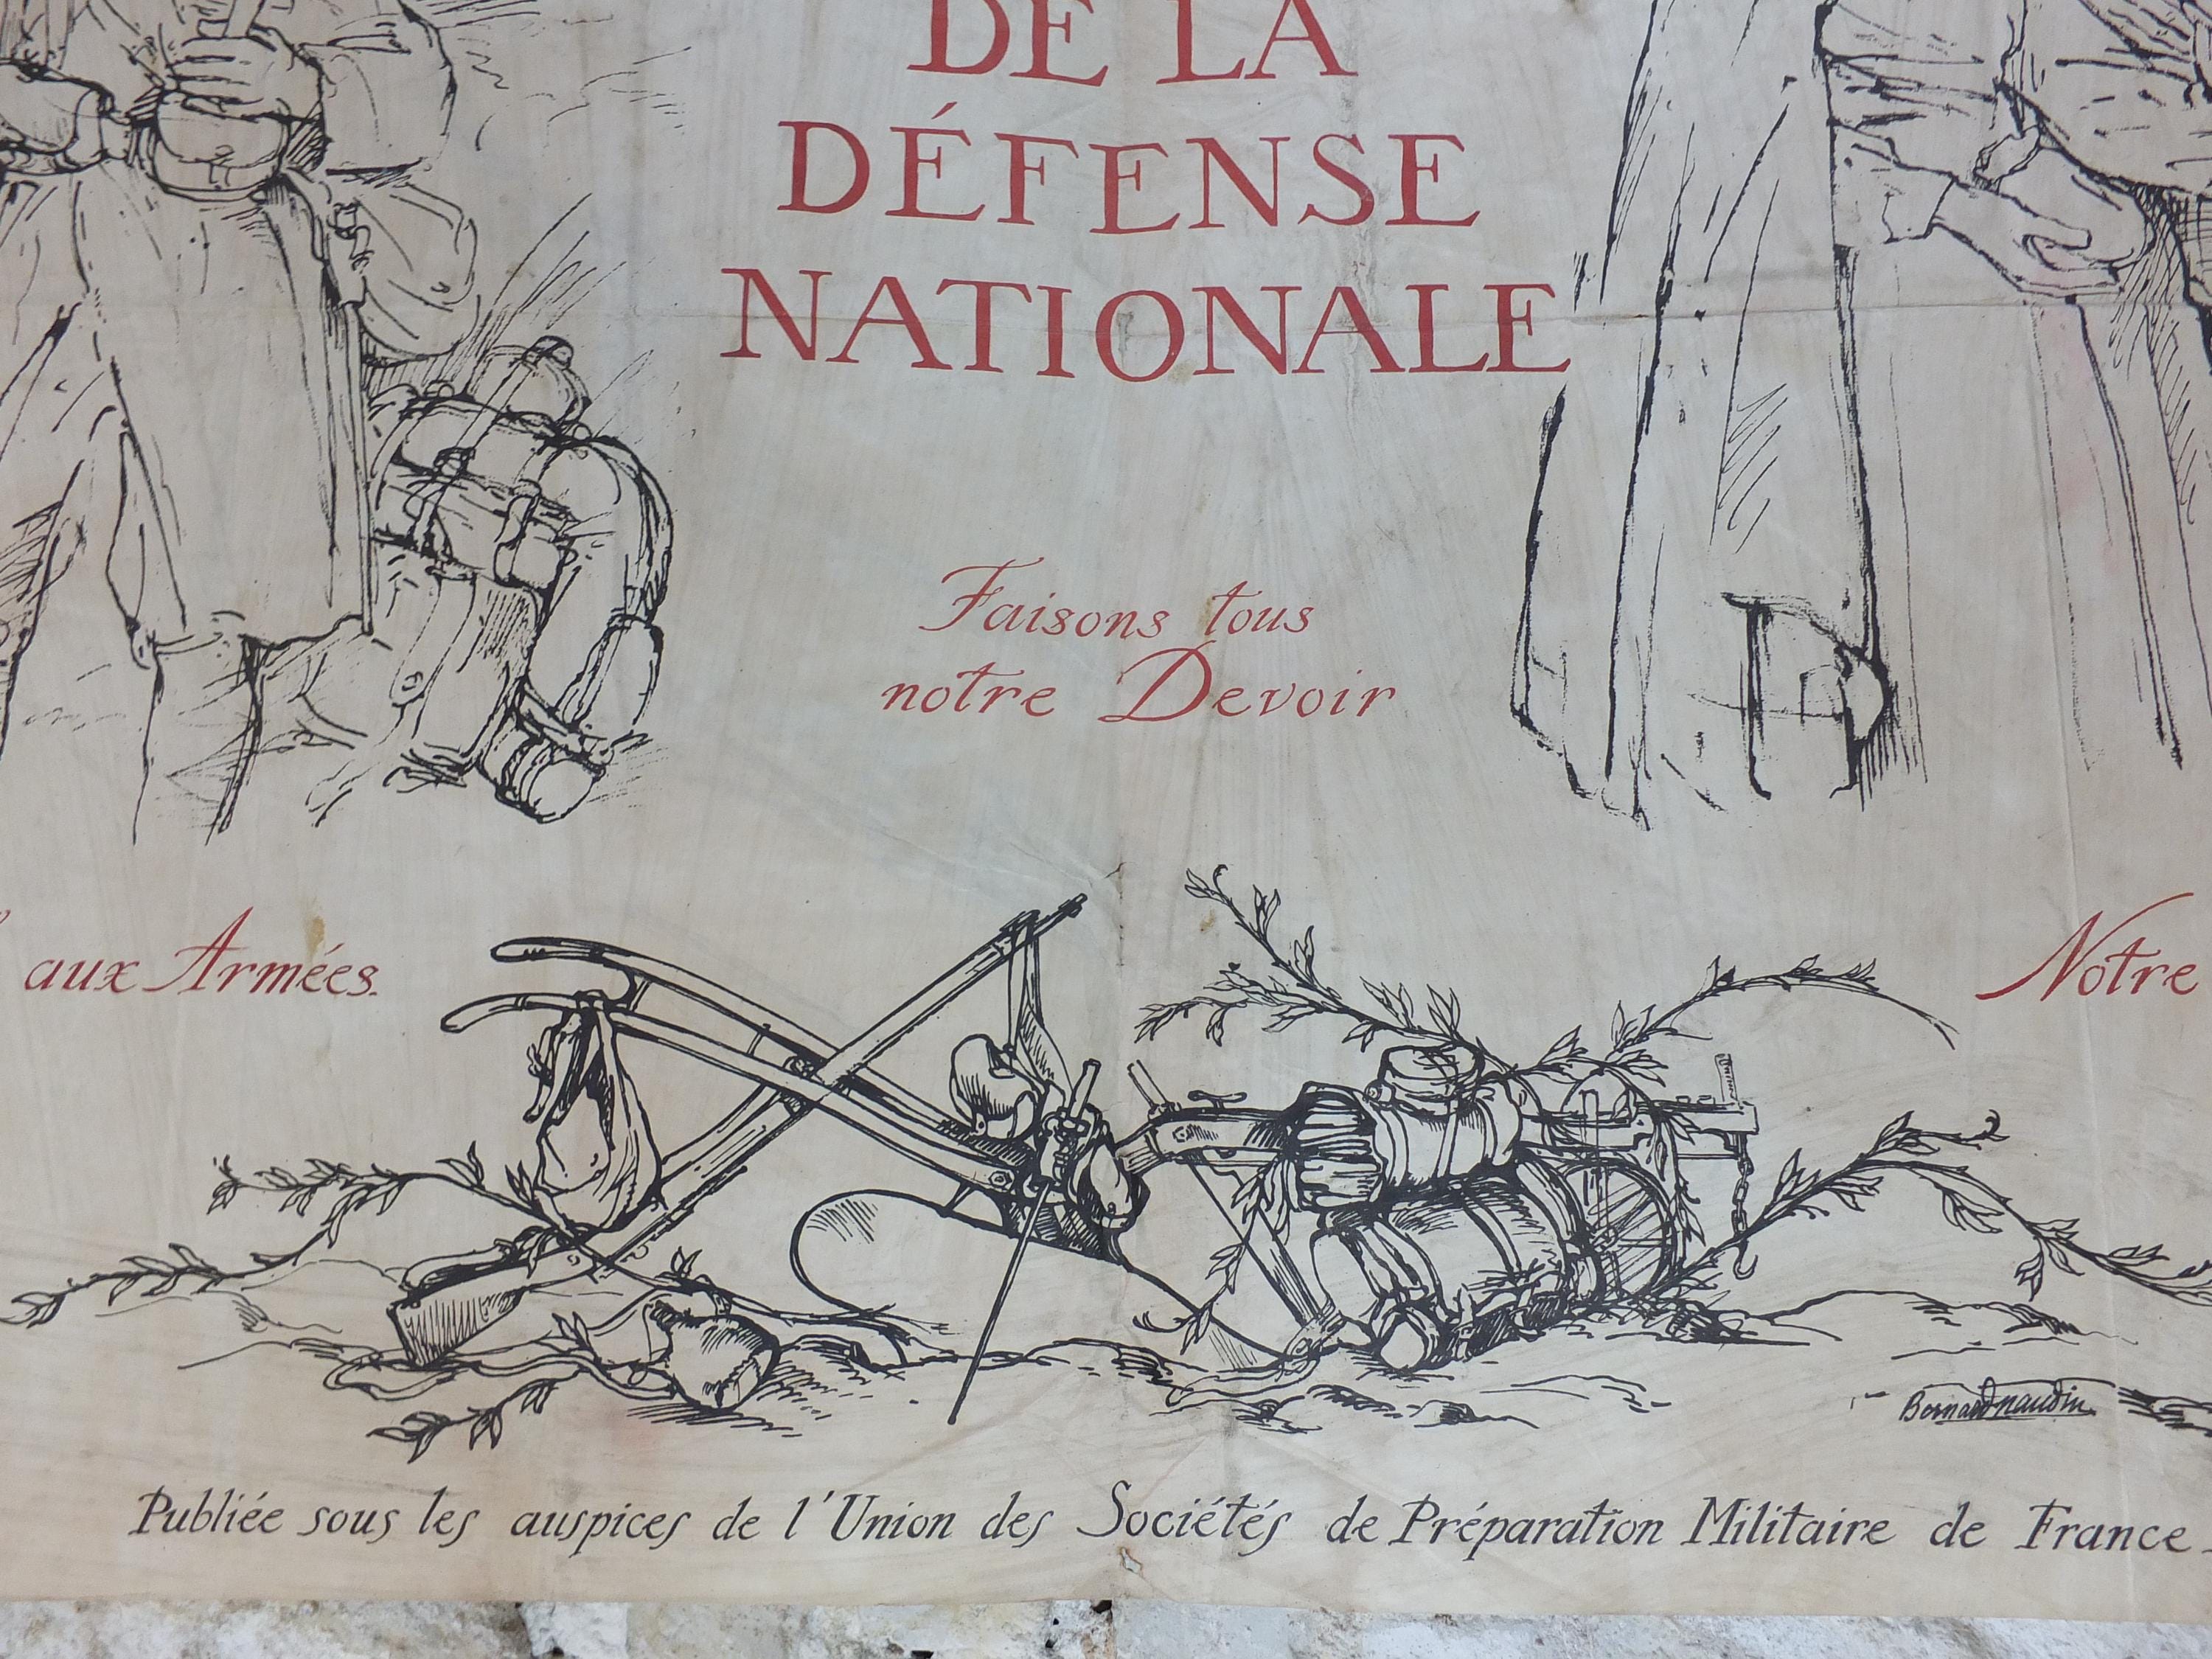 DE LA
DÉFENSE
NATIONALE
Faisons tous
notre Devoir
aux Armées.
Notre
Bernard naudin
Publiée sous les auspices de l'Union des Sociétés de Préparation Militaire de France.